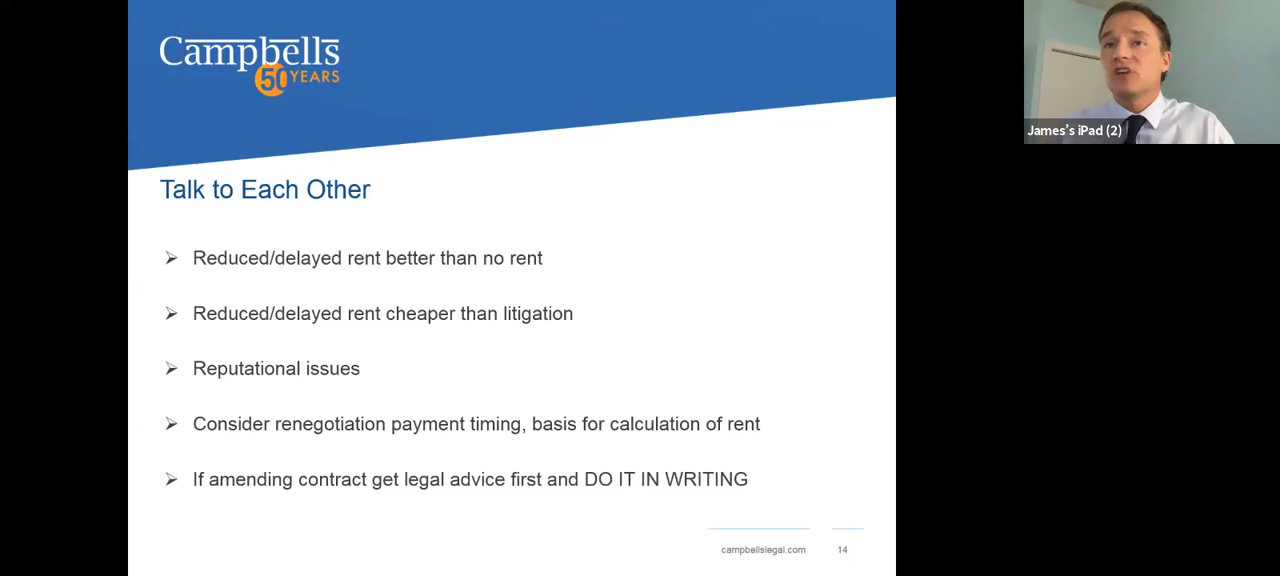 Campbells
50 YEARS
James's iPad (2)
Talk to Each Other
Reduced/delayed rent better than no rent
Reduced/delayed rent cheaper than litigation
Reputational issues
Consider renegotiation payment timing, basis for calculation of rent
If amending contract get legal advice first and DO IT IN WRITING
campbellslegal.com 14